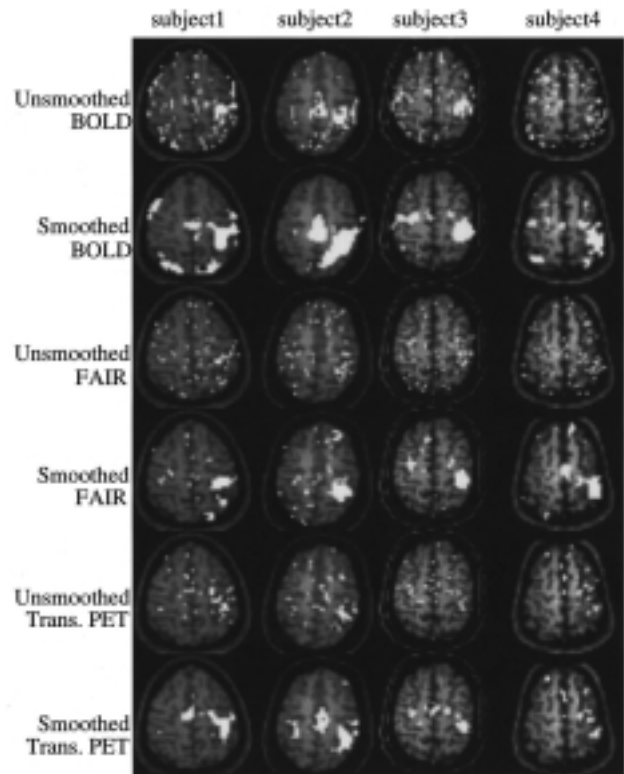 subject1 subject2 subject3 subject4
Unsmoothed
BOLD
Smoothed
BOLD
Unsmoothed
FAIR
Smoothed
FAIR
Unsmoothed
Trans. PET
Smoothed
Trans. PET